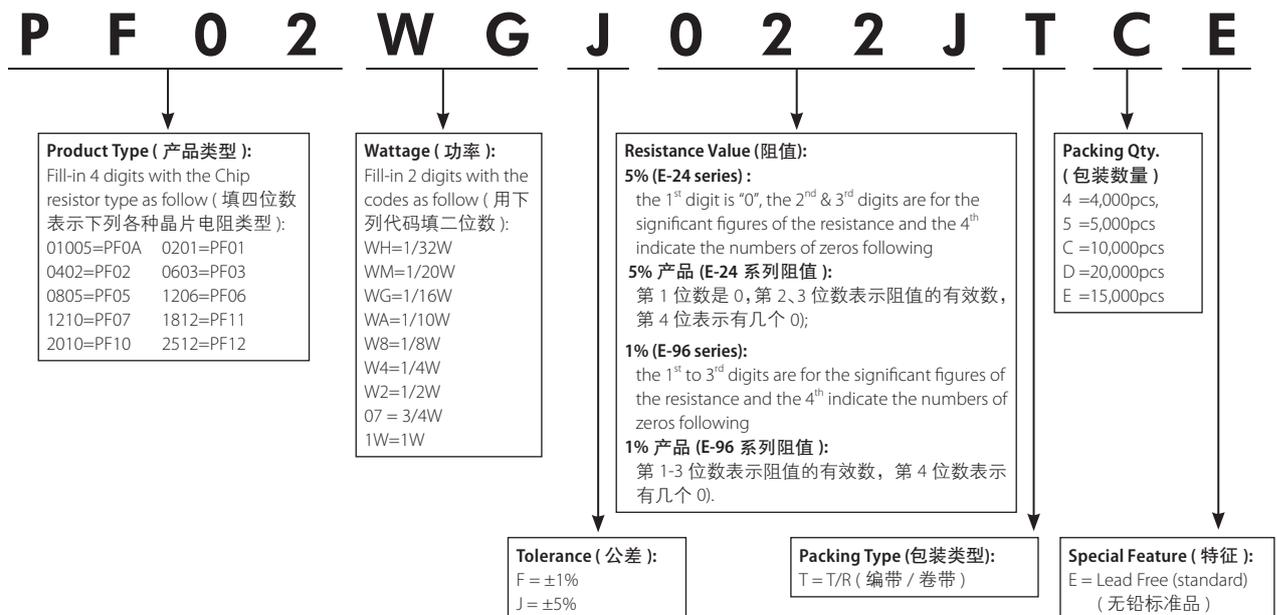 P F 0 2 W G J 0 2 2 J T C E
Product Type ( 产品类型 ):
Fill-in 4 digits with the Chip
resistor type as follow ( 填四位数
表示下列各种晶片电阻类型 ):
01005=PF0A 0201=PF01
0402=PF02 0603=PF03
0805=PF05 1206=PF06
1210=PF07 1812=PF11
2010=PF10 2512=PF12
Wattage ( 功率 ):
Fill-in 2 digits with the
codes as follow ( 用下
列代码填二位数 ):
WH=1/32W
WM=1/20W
WG=1/16W
WA=1/10W
W8=1/8W
W4=1/4W
W2=1/2W
07 = 3/4W
1W=1W
Resistance Value (阻值):
5% (E-24 series) :
the 1st digit is "0", the 2nd & 3rd digits are for the
significant figures of the resistance and the 4th
indicate the numbers of zeros following
5% 产品 (E-24 系列阻值 ):
第 1 位数是 0, 第 2、3 位数表示阻值的有效数，
第 4 位表示有几个 0);
1% (E-96 series):
the 1st to 3rd digits are for the significant figures of
the resistance and the 4th indicate the numbers of
zeros following
1% 产品 (E-96 系列阻值 ):
第 1-3 位数表示阻值的有效数，第 4 位数表示
有几个 0).
Packing Qty.
( 包装数量 )
4 =4,000pcs,
5 =5,000pcs
C =10,000pcs
D =20,000pcs
E =15,000pcs
Tolerance ( 公差 ):
F = ±1%
J = ±5%
Packing Type (包装类型):
T = T/R ( 编带 / 卷带 )
Special Feature ( 特征 ):
E = Lead Free (standard)
( 无铅标准品 )